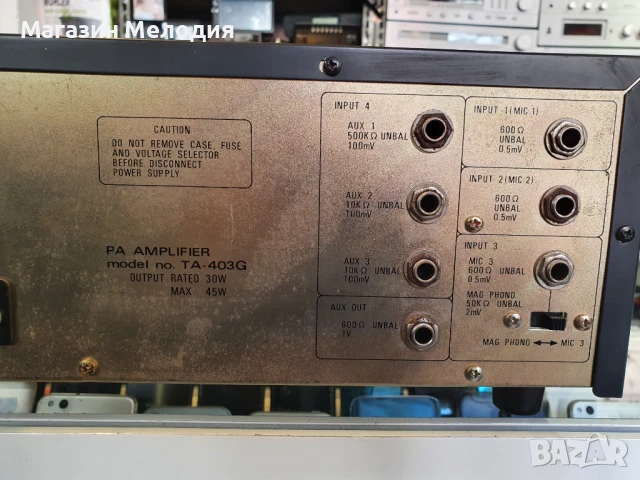 Магазин Мелодия
CAUTION
DO NOT REMOVE CASE, FUSE
AND VOLTAGE SELECTOR
BEFORE DISCONNECT
POWER SUPPLY
PA AMPLIFIER
model no. TA-403G
OUTPUT RATED 30W
MAX. 45W
INPUT 4
AUX 1
500KΩ UNBAL
100mV
AUX 2
10KΩ UNBAL
100mV
AUX 3
10KΩ UNBAL
100mV
AUX OUT
600Ω UNBAL
1V
INPUT 1 (MIC 1)
600Ω
UNBAL
0.5mV
INPUT 2 (MIC 2)
600Ω
UNBAL
0.5mV
INPUT 3
MIC 3
600Ω UNBAL
0.5mV
MAG PHONO
50KΩ UNBAL
2mV
MAG PHONO ↔ MIC 3
BAZAR